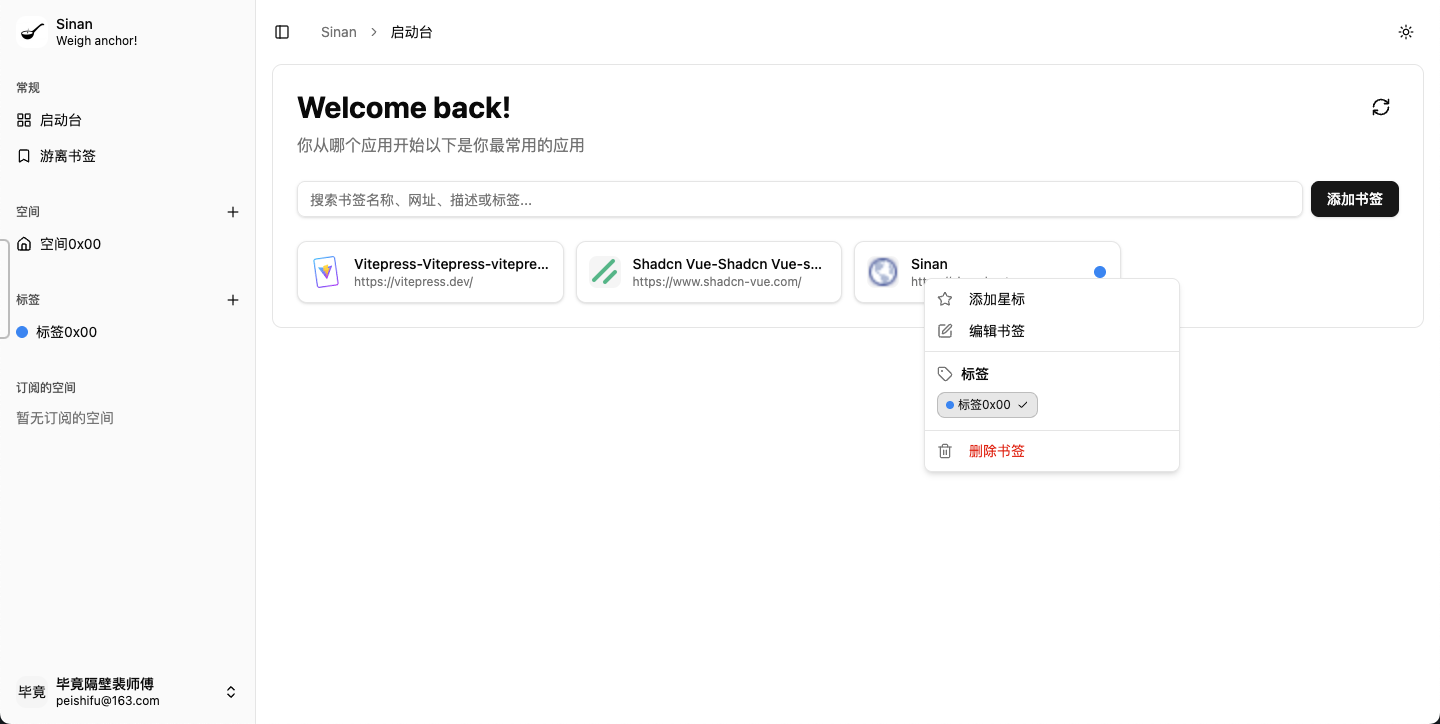 Sinan
Weigh anchor!
常规
启动台
游离书签
空间
空间0x00
标签
标签0x00
订阅的空间
暂无订阅的空间
毕竟
毕竟隔壁裴师傅
peishifu@163.com
Sinan
启动台
Welcome back!
你从哪个应用开始以下是你最常用的应用
搜索书签名称、网址、描述或标签...
添加书签
Vitepress-Vitepress-vitepre...
https://vitepress.dev/
Shadcn Vue-Shadcn Vue-s...
https://www.shadcn-vue.com/
Sinan
添加星标
编辑书签
标签
标签0x00
删除书签